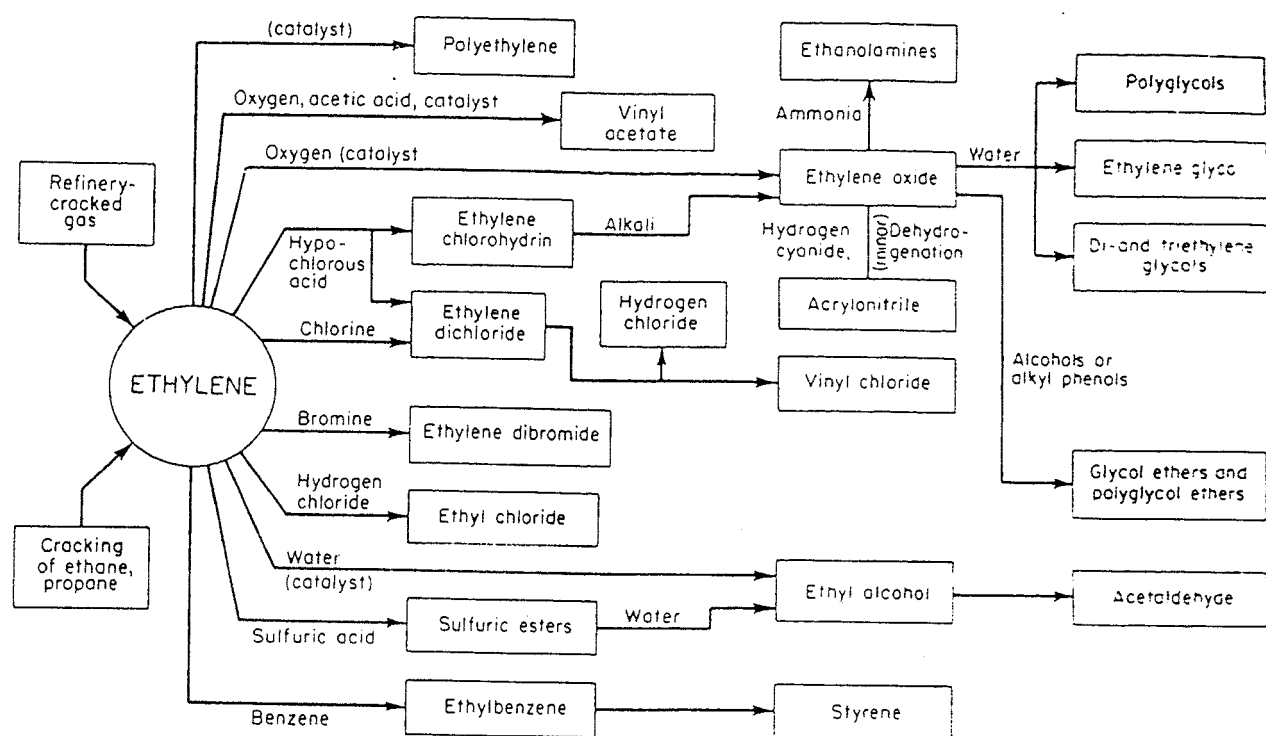 (catalyst)
Polyethylene
Ethanolamines
Polyglycols
Oxygen, acetic acid, catalyst
Vinyl
acetate
Ammonia
Oxygen (catalyst
Ethylene oxide
Water
Ethylene glyco
Refinery-
cracked
gas
Ethylene
chlorohydrin
Alkali
Hypo-
chlorous
acid
Hydrogen
cyanide,
(minor)
Dehydro-
genation
Di-and triethylene
glycols
Chlorine
Ethylene
dichloride
Hydrogen
chloride
Acrylonitrile
ETHYLENE
Vinyl chloride
Alcohols or
alkyl phenols
Bromine
Ethylene dibromide
Hydrogen
chloride
Ethyl chloride
Glycol ethers and
polyglycol ethers
Cracking
of ethane,
propane
Water
(catalyst)
Ethyl alcohol
Acetaldehyde
Sulfuric acid
Sulfuric esters
Water
Benzene
Ethylbenzene
Styrene